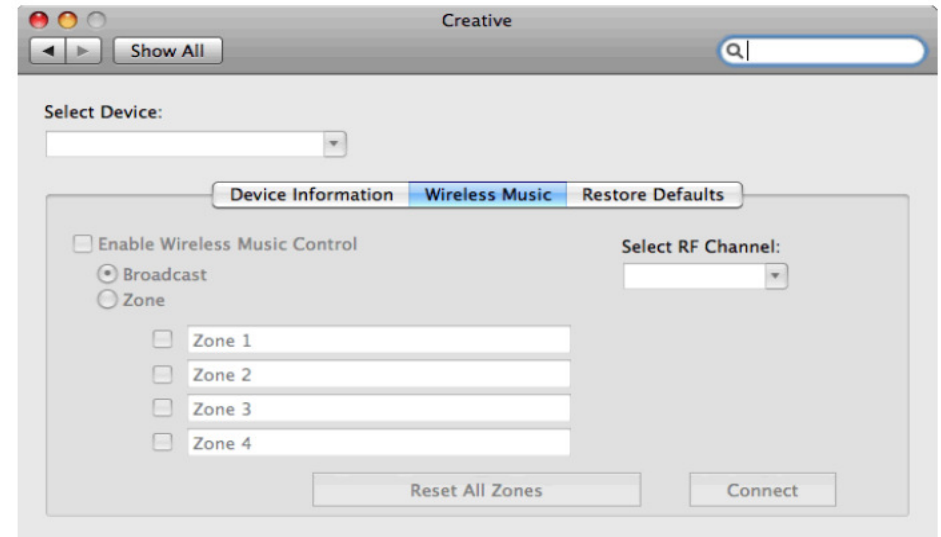 Creative
Show All
Select Device:
Device Information Wireless Music Restore Defaults
Enable Wireless Music Control
Select RF Channel:
Broadcast
Zone
Zone 1
Zone 2
Zone 3
Zone 4
Reset All Zones Connect